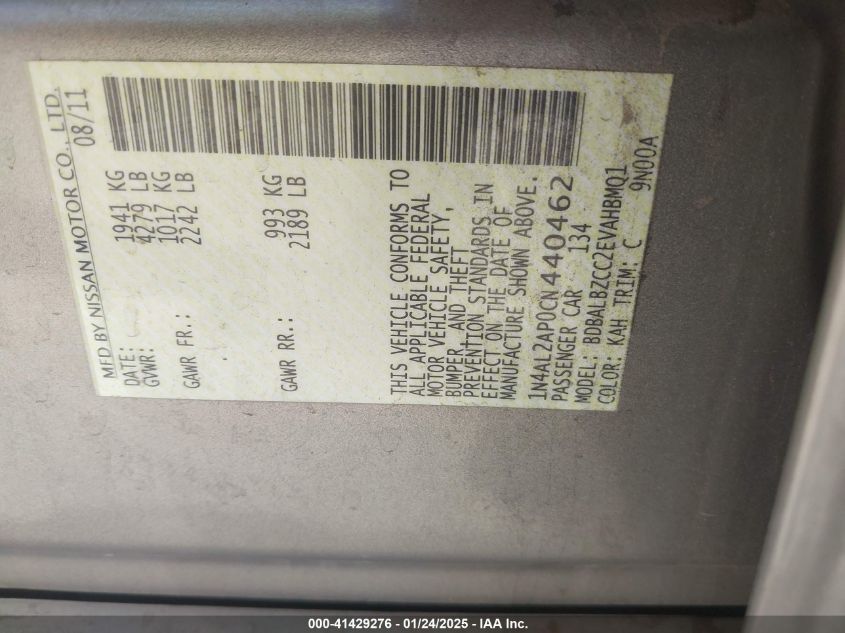 MFD BY NISSAN MOTOR CO., LTD.
DATE: 08/11
GVWR: 1941 KG
4279 LB
GAWR FR.: 1017 KG
2242 LB
GAWR RR.: 993 KG
2189 LB
THIS VEHICLE CONFORMS TO
ALL APPLICABLE FEDERAL
MOTOR VEHICLE SAFETY,
BUMPER, AND THEFT
PREVENTION STANDARDS IN
EFFECT ON THE DATE OF
MANUFACTURE SHOWN ABOVE.
1N4AL2AP0CN440462
PASSENGER CAR 134
MODEL: BDBALBZCC2EVAHBMQ1
COLOR: KAH TRIM: C 9N00A
000-41429276 - 01/24/2025 - IAA Inc.